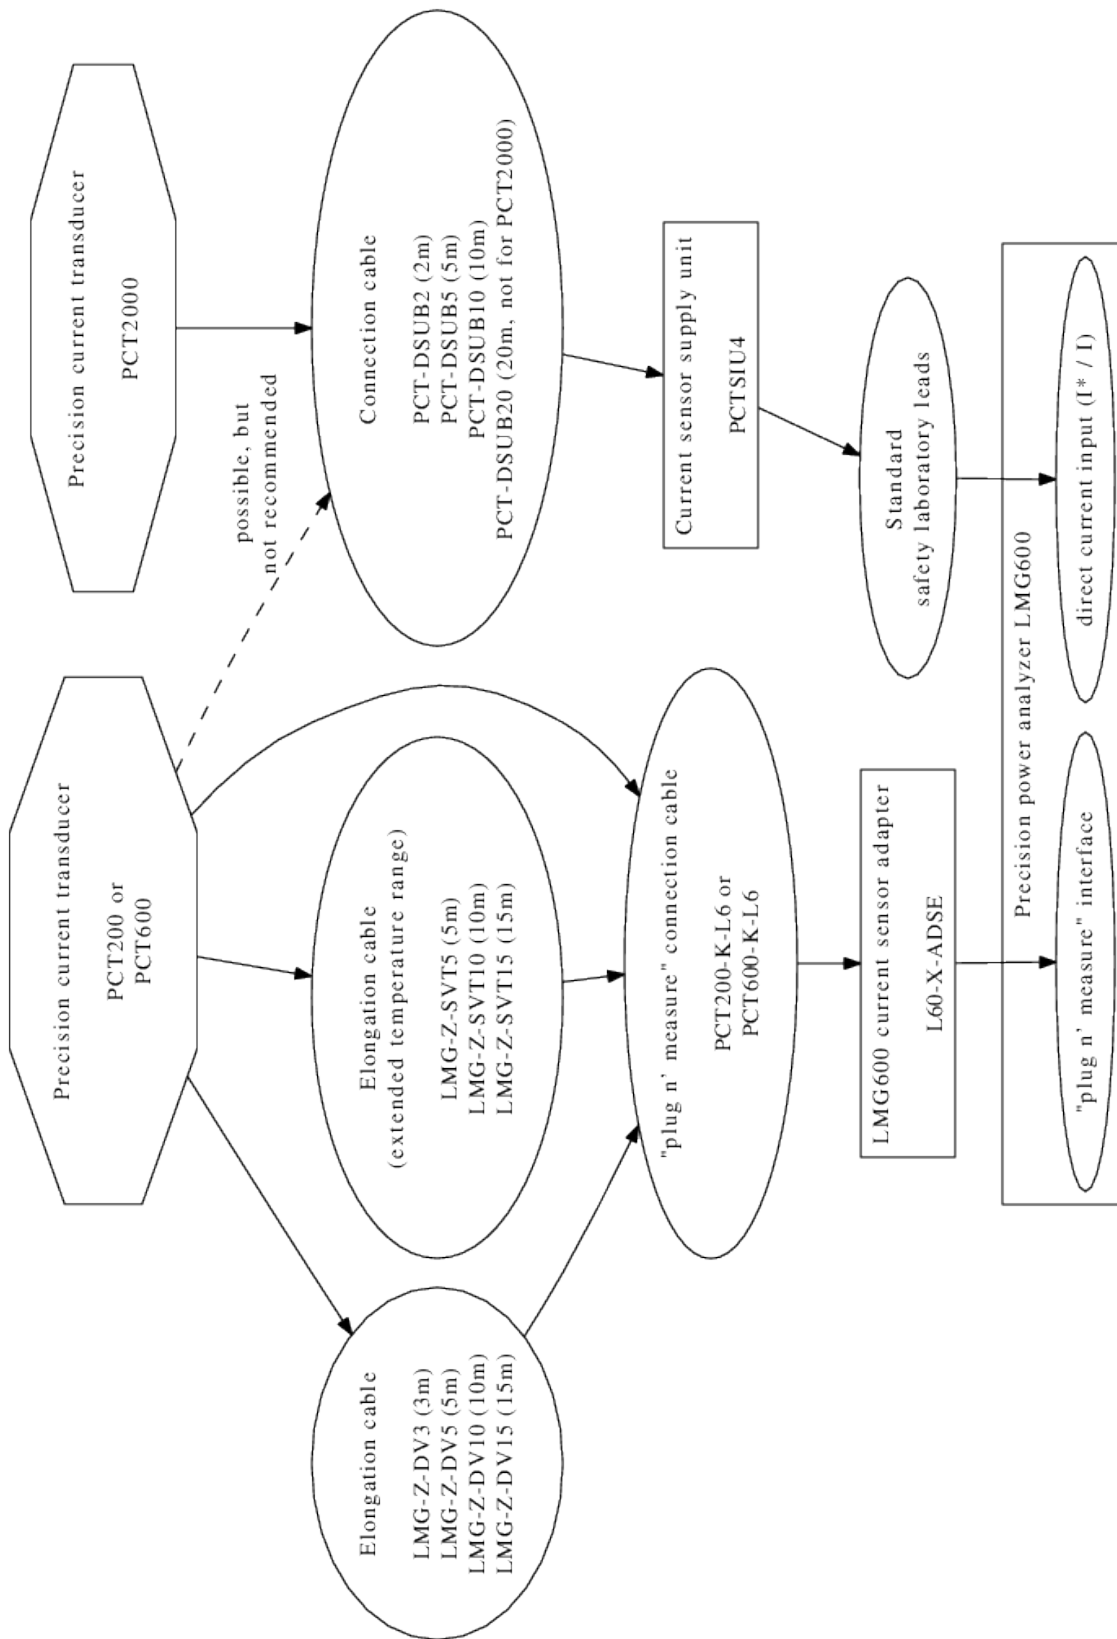 Precision current transducer
PCT200 or
PCT600
Precision current transducer
PCT2000
possible, but
not recommended
Elongation cable
LMG-Z-DV3 (3m)
LMG-Z-DV5 (5m)
LMG-Z-DV10 (10m)
LMG-Z-DV15 (15m)
Elongation cable
(extended temperature range)
LMG-Z-SVT5 (5m)
LMG-Z-SVT10 (10m)
LMG-Z-SVT15 (15m)
Connection cable
PCT-DSUB2 (2m)
PCT-DSUB5 (5m)
PCT-DSUB10 (10m)
PCT-DSUB20 (20m, not for PCT2000)
"plug n' measure" connection cable
PCT200-K-L6 or
PCT600-K-L6
Current sensor supply unit
PCTSIU4
LMG600 current sensor adapter
L60-X-ADSE
Standard
safety laboratory leads
Precision power analyzer LMG600
"plug n' measure" interface
direct current input (I* / I)